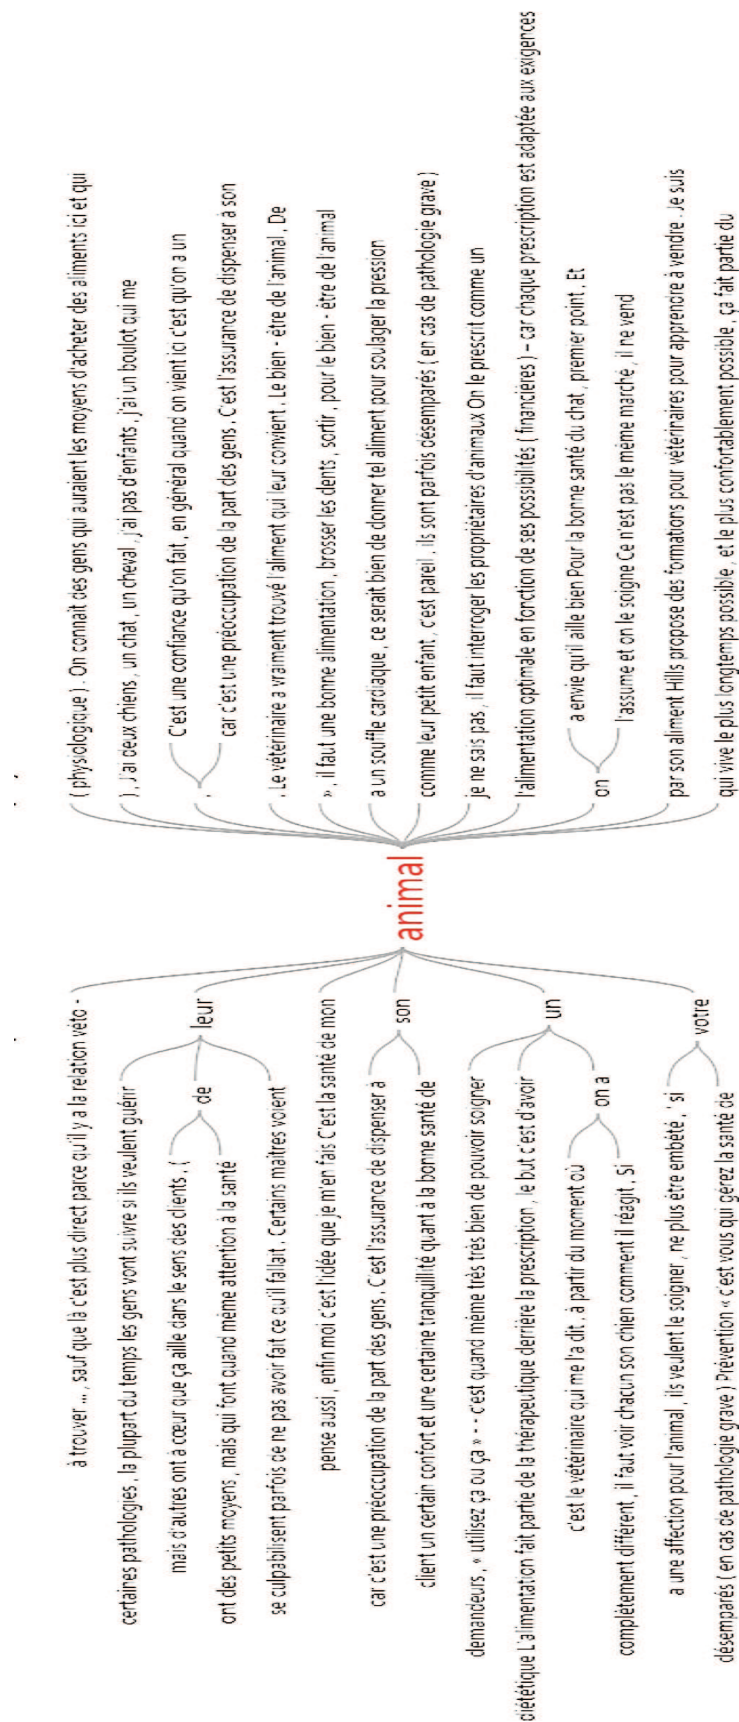 à trouver ... , sauf que là c'est plus direct parce qu'il y a la relation véto -
certaines pathologies , la plupart du temps les gens vont suivre si ils veulent guérir
mais d'autres ont à cœur que ça aille dans le sens des clients , (
ont des petits moyens , mais qui font quand même attention à la santé
de
se culpabilisent parfois de ne pas avoir fait ce qu'il fallait , Certains maitres voient
leur
pense aussi , enfin moi c'est l'idée que je m'en fais C'est la santé de mon
car c'est une préoccupation de la part des gens , C'est l'assurance de dispenser à
client un certain confort et une certaine tranquillité quant à la bonne santé de
son
demandeurs , « utilisez ça ou ça » - - c'est quand même très très bien de pouvoir soigner
diététique L'alimentation fait partie de la thérapeutique derrière la prescription , le but c'est d'avoir
c'est le vétérinaire qui me l'a dit , à partir du moment où
complètement différent , il faut voir chacun son chien comment il réagit , Si
on a
un
a une affection pour l'animal , ils veulent le soigner , ne plus être embêté , ' si
désemparés ( en cas de pathologie grave ) Prévention « c'est vous qui gérez la santé de
votre
animal
( physiologique ) . On connaît des gens qui auraient les moyens d'acheter des aliments ici et qui
) , J'ai deux chiens , un chat , un cheval , j'ai pas d'enfants , j'ai un boulot qui me
,
C'est une confiance qu'on fait , en général quand on vient ici c'est qu'on a un
car c'est une préoccupation de la part des gens , C'est l'assurance de dispenser à son
. Le vétérinaire a vraiment trouvé l'aliment qui leur convient , Le bien - être de l'animal , De
» , il faut une bonne alimentation , brosser les dents , sortir , pour le bien - être de l'animal
a un souffle cardiaque , ce serait bien de donner tel aliment pour soulager la pression
comme leur petit enfant , c'est pareil , ils sont parfois désemparés ( en cas de pathologie grave )
je ne sais pas , il faut interroger les propriétaires d'animaux On le prescrit comme un
l'alimentation optimale en fonction de ses possibilités ( financières ) – car chaque prescription est adaptée aux exigences
on
a envie qu'il aille bien Pour la bonne santé du chat , premier point , Et
l'assume et on le soigne Ce n'est pas le même marché , il ne vend
par son aliment Hills propose des formations pour vétérinaires pour apprendre à vendre . Je suis
qui vive le plus longtemps possible , et le plus confortablement possible , ça fait partie du